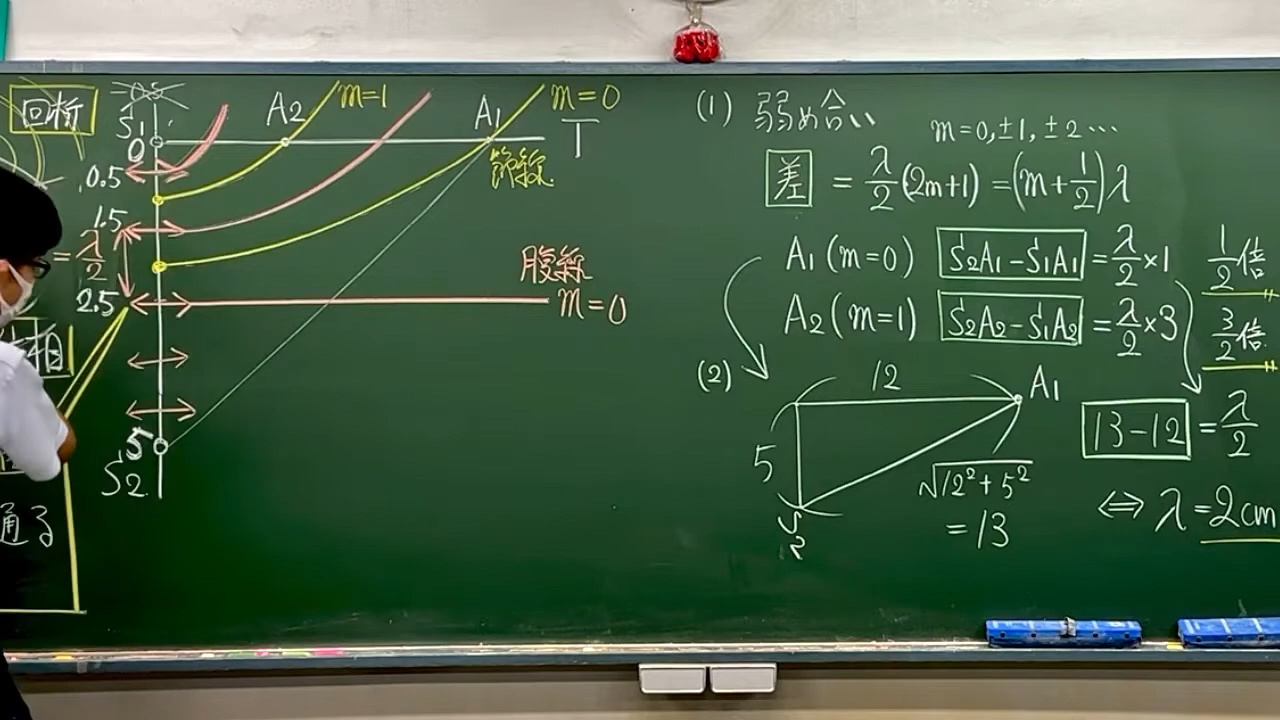 回折
0.5
S1
0
0.5
1.5
= λ/2
2.5
5
S2
A2
m=1
A1
m=0
T
節線
腹線
m=0
相
通る
(1) 弱め合い
m=0,±1,±2…
差 = λ/2(2m+1) = (m+1/2)λ
A1(m=0) S2A1-S1A1 = λ/2×1 1/2倍
A2(m=1) S2A2-S1A2 = λ/2×3 3/2倍
(2)
12
A1
5
S2
√12²+5²
=13
13-12 = λ/2
⇔ λ=2cm